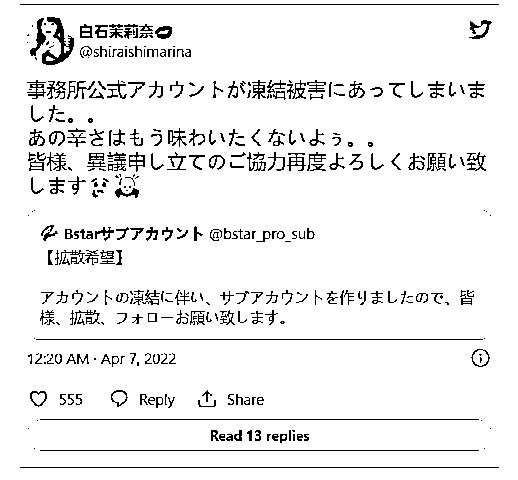 白石茉莉奈🫦
@shiraishimarina
事務所公式アカウントが凍結被害にあってしまいま
した。。
あの辛さはもう味わいたくないよぅ。。
皆様、異議申し立てのご協力再度よろしくお願い致
します
Bstarサブアカウント @bstar_pro_sub
【拡散希望】
アカウントの凍結に伴い、サブアカウントを作りましたので、皆
様、拡散、フォローお願い致します。
12:20 AM · Apr 7, 2022
555 Reply Share
Read 13 replies